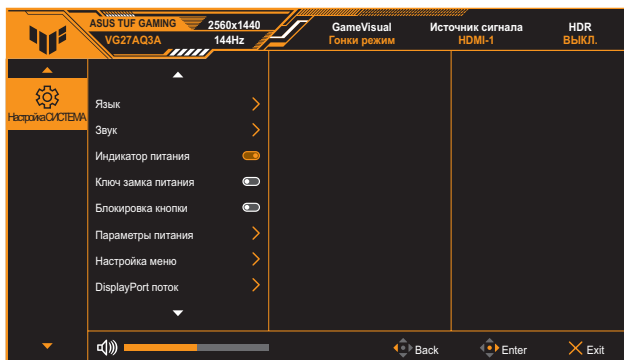 ASUS TUF GAMING 2560x1440 GameVisual Источник сигнала HDR
VG27AQ3A 144Hz Гонки режим HDMI-1 ВЫКЛ.
НастройкаСИСТЕМА
Язык
Звук
Индикатор питания
Ключ замка питания
Блокировка кнопки
Параметры питания
Настройка меню
DisplayPort поток
Back Enter Exit